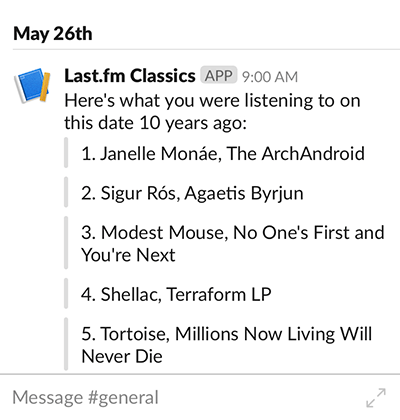 May 26th
Last.fm Classics APP 9:00 AM
Here's what you were listening to on
this date 10 years ago:
1. Janelle Monáe, The ArchAndroid
2. Sigur Rós, Agaetis Byrjun
3. Modest Mouse, No One's First and
You're Next
4. Shellac, Terraform LP
5. Tortoise, Millions Now Living Will
Never Die
Message #general